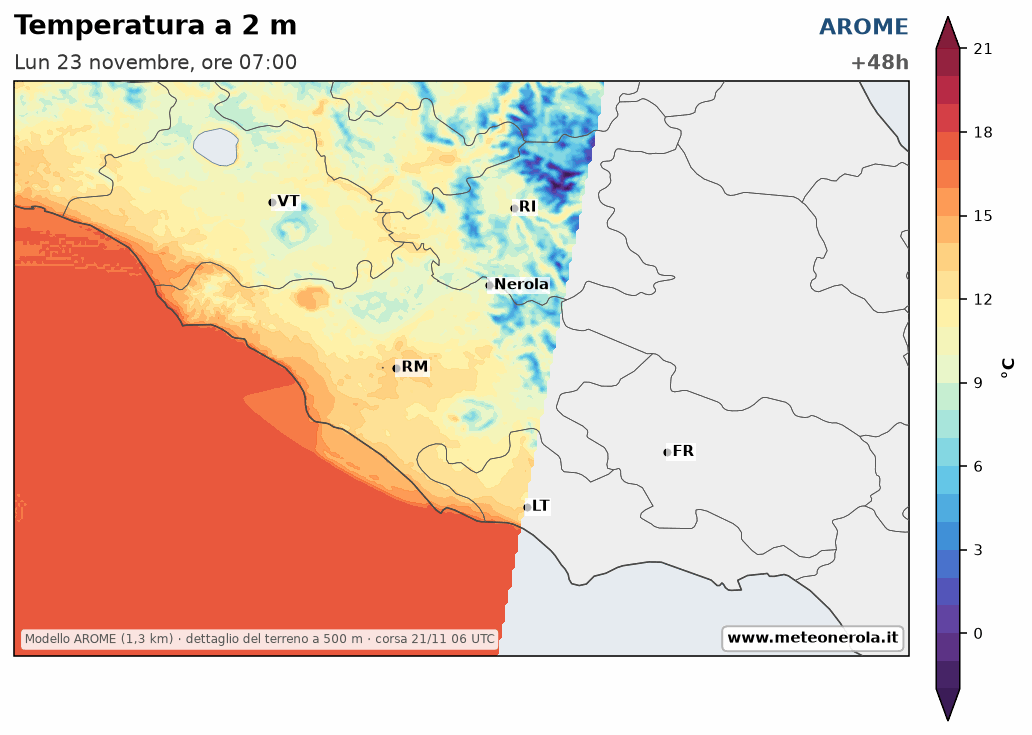 Temperatura a 2 m
AROME
Lun 23 novembre, ore 07:00
+48h
VT
RI
Nerola
RM
FR
LT
Modello AROME (1,3 km) · dettaglio del terreno a 500 m · corsa 21/11 06 UTC
www.meteonerola.it
21
18
15
12
9
6
3
0
°C